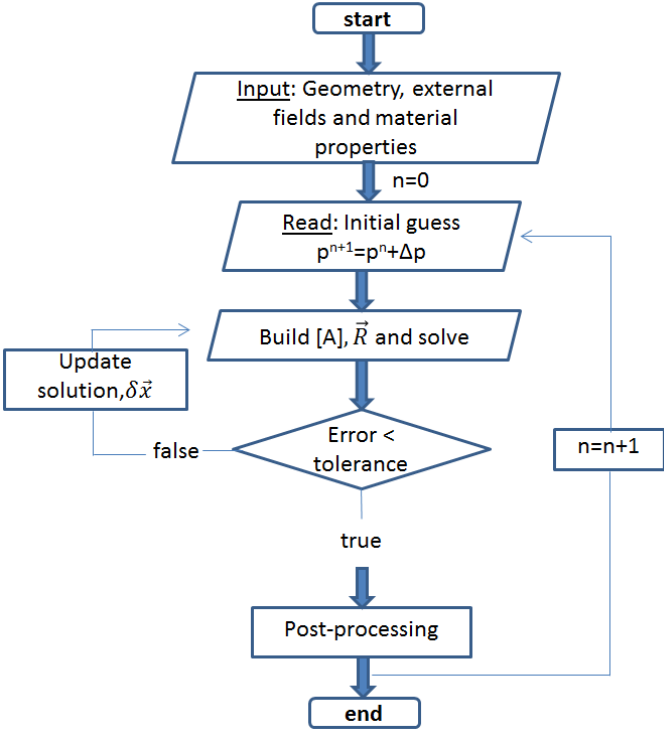 start
Input: Geometry, external
fields and material
properties
n=0
Read: Initial guess
pⁿ⁺¹=pⁿ+Δp
Build [A], R⃗ and solve
Update
solution,δx⃗
Error <
tolerance
false
n=n+1
true
Post-processing
end